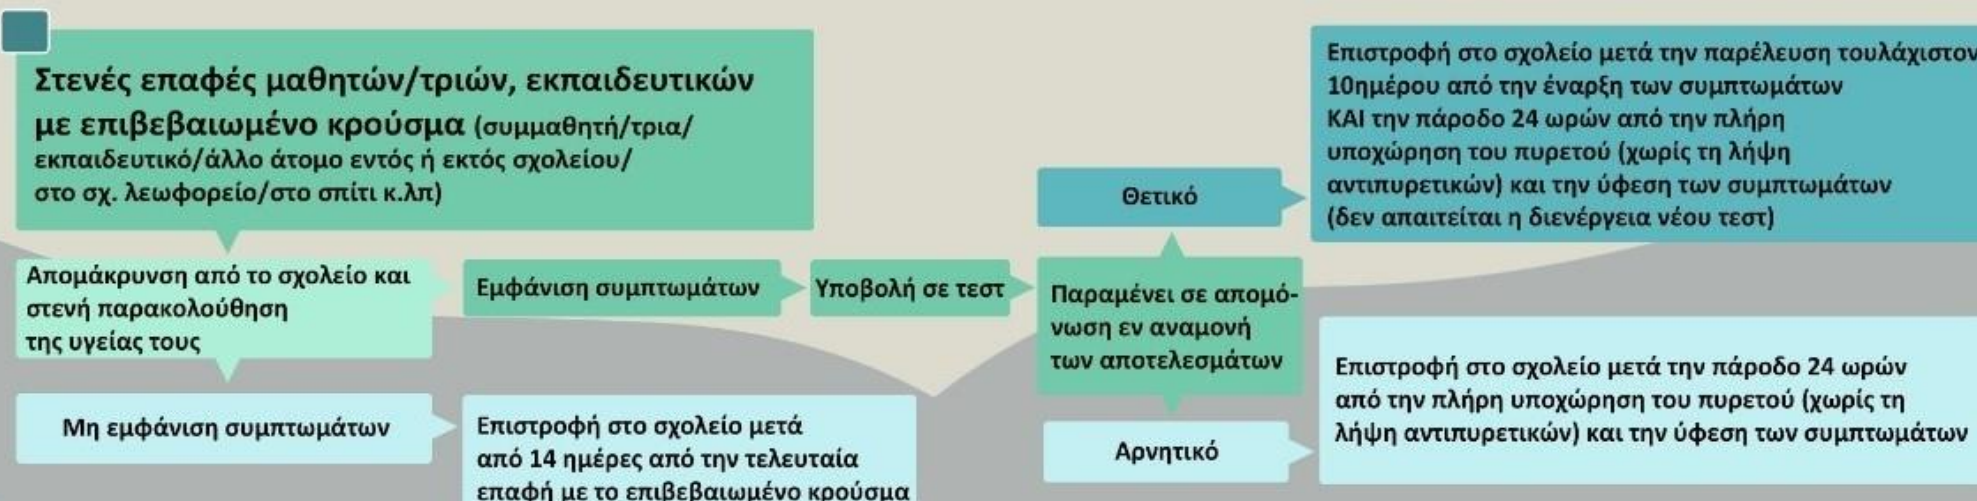 Στενές επαφές μαθητών/τριών, εκπαιδευτικών
με επιβεβαιωμένο κρούσμα (συμμαθητή/τρια/
εκπαιδευτικό/άλλο άτομο εντός ή εκτός σχολείου/
στο σχ. λεωφορείο/στο σπίτι κ.λπ)
Απομάκρυνση από το σχολείο και
στενή παρακολούθηση
της υγείας τους
Εμφάνιση συμπτωμάτων
Υποβολή σε τεστ
Παραμένει σε απομό-
νωση εν αναμονή
των αποτελεσμάτων
Θετικό
Επιστροφή στο σχολείο μετά την παρέλευση τουλάχιστον
10ημέρου από την έναρξη των συμπτωμάτων
ΚΑΙ την πάροδο 24 ωρών από την πλήρη
υποχώρηση του πυρετού (χωρίς τη λήψη
αντιπυρετικών) και την ύφεση των συμπτωμάτων
(δεν απαιτείται η διενέργεια νέου τεστ)
Αρνητικό
Επιστροφή στο σχολείο μετά την πάροδο 24 ωρών
από την πλήρη υποχώρηση του πυρετού (χωρίς τη
λήψη αντιπυρετικών) και την ύφεση των συμπτωμάτων
Μη εμφάνιση συμπτωμάτων
Επιστροφή στο σχολείο μετά
από 14 ημέρες από την τελευταία
επαφή με το επιβεβαιωμένο κρούσμα